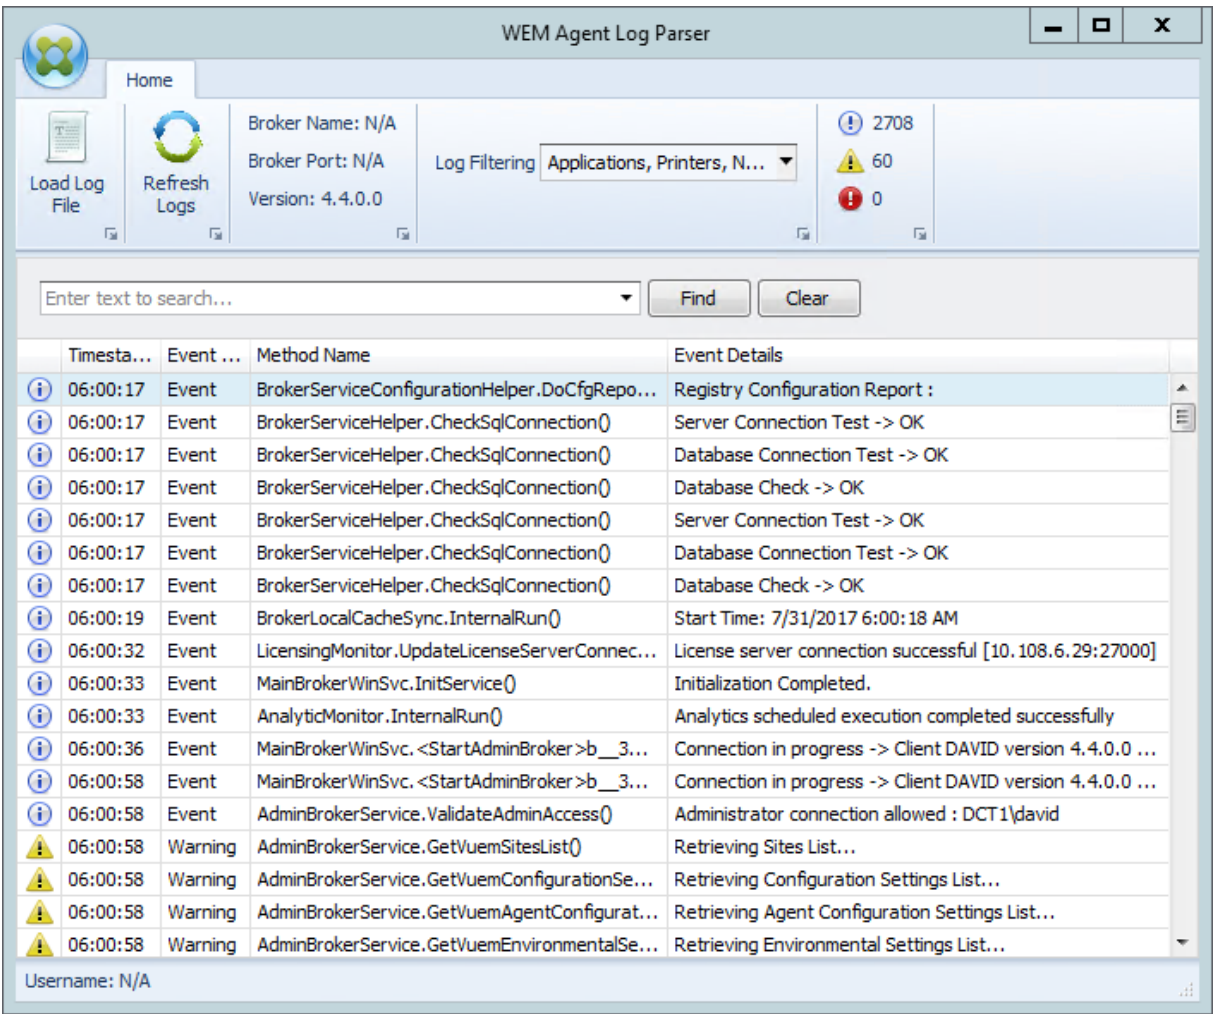 WEM Agent Log Parser
Home
Load Log File
Refresh Logs
Broker Name: N/A
Broker Port: N/A
Version: 4.4.0.0
Log Filtering Applications, Printers, N...
2708
60
0
Enter text to search...
Find
Clear
Timesta... Event ... Method Name Event Details
06:00:17 Event BrokerServiceConfigurationHelper.DoCfgRepo... Registry Configuration Report :
06:00:17 Event BrokerServiceHelper.CheckSqlConnection() Server Connection Test -> OK
06:00:17 Event BrokerServiceHelper.CheckSqlConnection() Database Connection Test -> OK
06:00:17 Event BrokerServiceHelper.CheckSqlConnection() Database Check -> OK
06:00:17 Event BrokerServiceHelper.CheckSqlConnection() Server Connection Test -> OK
06:00:17 Event BrokerServiceHelper.CheckSqlConnection() Database Connection Test -> OK
06:00:17 Event BrokerServiceHelper.CheckSqlConnection() Database Check -> OK
06:00:19 Event BrokerLocalCacheSync.InternalRun() Start Time: 7/31/2017 6:00:18 AM
06:00:32 Event LicensingMonitor.UpdateLicenseServerConnec... License server connection successful [10.108.6.29:27000]
06:00:33 Event MainBrokerWinSvc.InitService() Initialization Completed.
06:00:33 Event AnalyticMonitor.InternalRun() Analytics scheduled execution completed successfully
06:00:36 Event MainBrokerWinSvc.<StartAdminBroker>b__3... Connection in progress -> Client DAVID version 4.4.0.0 ...
06:00:58 Event MainBrokerWinSvc.<StartAdminBroker>b__3... Connection in progress -> Client DAVID version 4.4.0.0 ...
06:00:58 Event AdminBrokerService.ValidateAdminAccess() Administrator connection allowed : DCT1\david
06:00:58 Warning AdminBrokerService.GetVuemSitesList() Retrieving Sites List...
06:00:58 Warning AdminBrokerService.GetVuemConfigurationSe... Retrieving Configuration Settings List...
06:00:58 Warning AdminBrokerService.GetVuemAgentConfigurat... Retrieving Agent Configuration Settings List...
06:00:58 Warning AdminBrokerService.GetVuemEnvironmentalSe... Retrieving Environmental Settings List...
Username: N/A